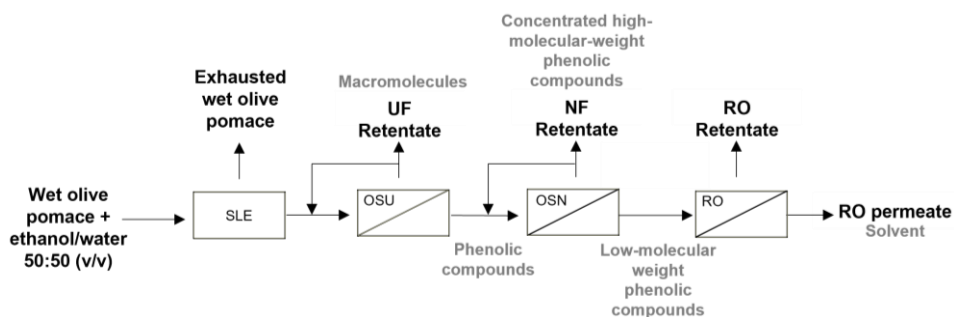 Concentrated high-
molecular-weight
phenolic
compounds
Exhausted
wet olive
pomace
Macromolecules
UF
Retentate
NF
Retentate
RO
Retentate
Wet olive
pomace +
ethanol/water
50:50 (v/v)
SLE
OSU
OSN
RO
RO permeate
Solvent
Phenolic
compounds
Low-molecular
weight
phenolic
compounds